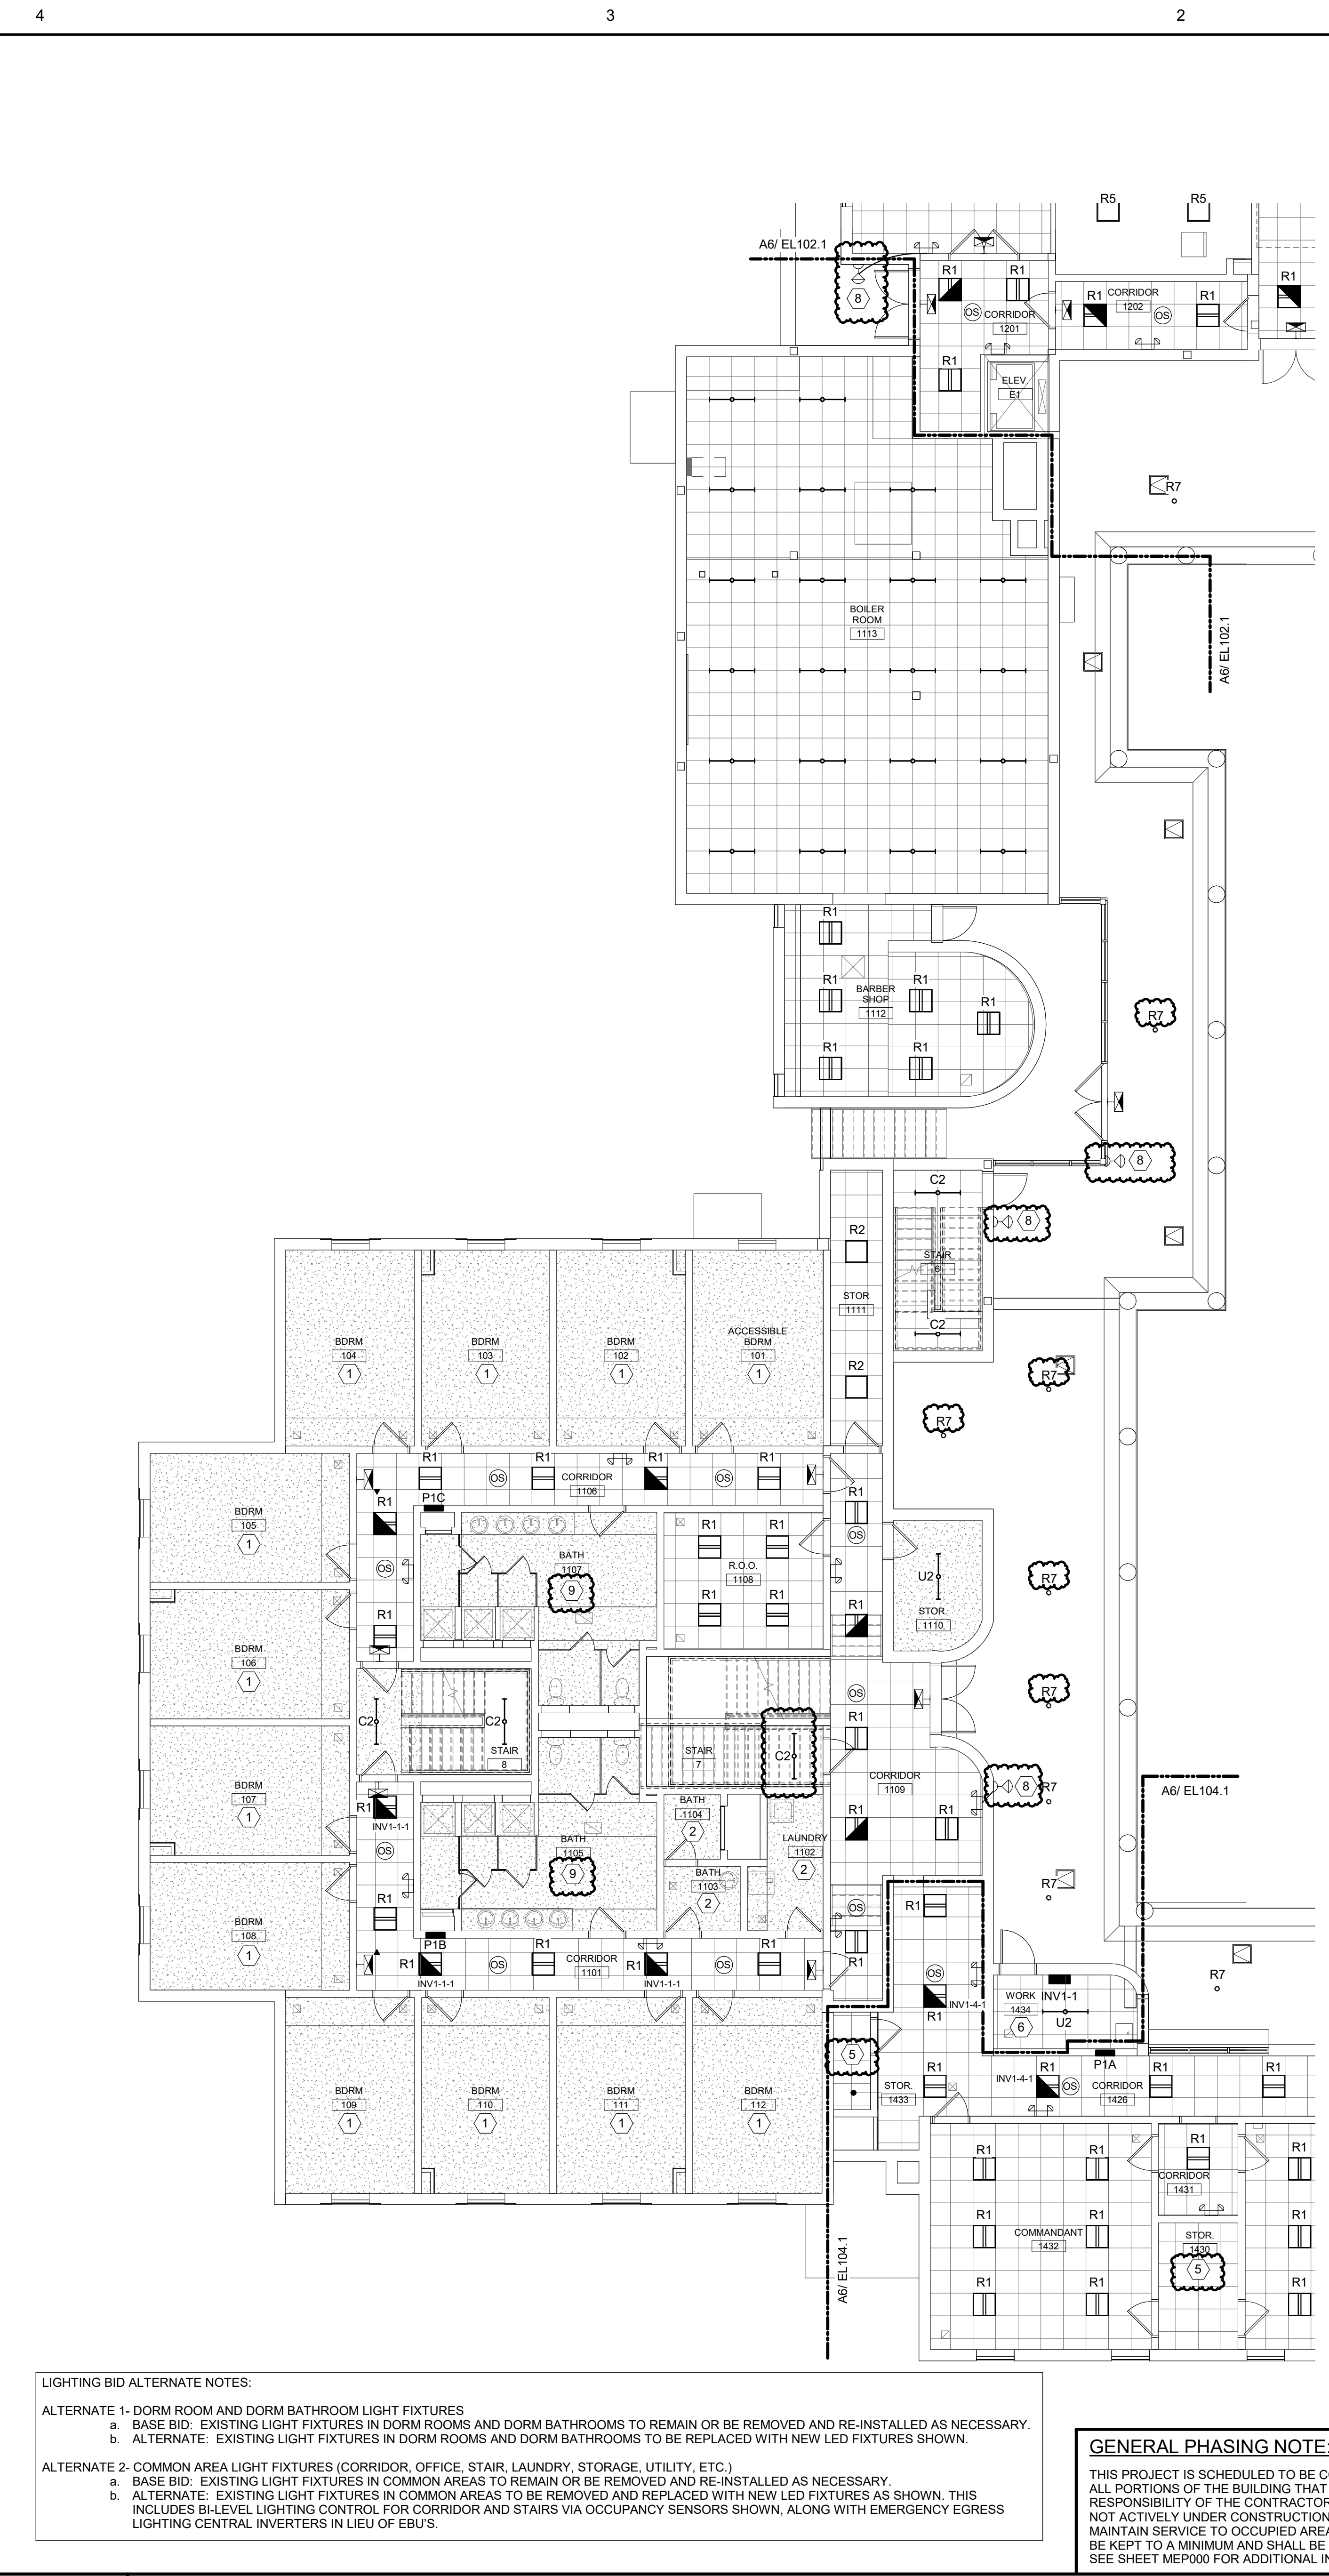 4 3 2
R5 R5
A6/ EL102.1
8
R1 R1
OS CORRIDOR
1201
R1 CORRIDOR R1
1202
OS
R1
R1
ELEV.
E1
R7
BOILER
ROOM
1113
A6/ EL102.1
R1
R1 BARBER R1
SHOP
1112
R1
R1 R1
R7
8
8
C2
R2
STAIR
6
STOR
1111
C2
R2
BDRM
104
1
BDRM
103
1
BDRM
102
1
ACCESSIBLE
BDRM
101
1
R7
R7
R1 R1 R1 R1
OS CORRIDOR OS
1106
P1C
R1
BDRM
105
1
OS
R1
R1
OS
BATH
1107
9
R1 R1
R.O.O.
1108
R1 R1
U2
STOR.
1110
R7
R1
BDRM
106
1
R1
R7
C2 C2
STAIR
8
STAIR
7
C2
OS
R1
CORRIDOR
1109
8 R7
A6/ EL104.1
BDRM
107
1
R1
INV1-1-1
OS
BATH
1104
2
R1 R1
BATH
1105
9
LAUNDRY
1102
2
BATH
1103
2
R7
BDRM
108
1
R1
OS
R1
P1B
R1 OS R1 CORRIDOR R1 OS R1
1101
INV1-1-1 INV1-1-1
R1
OS
INV1-4-1
R1
WORK INV1-1
1434
6 U2
R7
5
P1A
R1 R1 R1 R1
INV1-4-1 OS CORRIDOR
1426
STOR.
1433
BDRM
109
1
BDRM
110
1
BDRM
111
1
BDRM
112
1
R1 R1 R1 R1
CORRIDOR
1431
R1 COMMANDANT R1 STOR. R1
1432 1430
5
R1 R1 R1
A6/ EL104.1
LIGHTING BID ALTERNATE NOTES:
ALTERNATE 1- DORM ROOM AND DORM BATHROOM LIGHT FIXTURES
a. BASE BID: EXISTING LIGHT FIXTURES IN DORM ROOMS AND DORM BATHROOMS TO REMAIN OR BE REMOVED AND RE-INSTALLED AS NECESSARY.
b. ALTERNATE: EXISTING LIGHT FIXTURES IN DORM ROOMS AND DORM BATHROOMS TO BE REPLACED WITH NEW LED FIXTURES SHOWN.
ALTERNATE 2- COMMON AREA LIGHT FIXTURES (CORRIDOR, OFFICE, STAIR, LAUNDRY, STORAGE, UTILITY, ETC.)
a. BASE BID: EXISTING LIGHT FIXTURES IN COMMON AREAS TO REMAIN OR BE REMOVED AND RE-INSTALLED AS NECESSARY.
b. ALTERNATE: EXISTING LIGHT FIXTURES IN COMMON AREAS TO BE REMOVED AND REPLACED WITH NEW LED FIXTURES AS SHOWN. THIS
INCLUDES BI-LEVEL LIGHTING CONTROL FOR CORRIDOR AND STAIRS VIA OCCUPANCY SENSORS SHOWN, ALONG WITH EMERGENCY EGRESS
LIGHTING CENTRAL INVERTERS IN LIEU OF EBU'S.
GENERAL PHASING NOTE:
THIS PROJECT IS SCHEDULED TO BE
ALL PORTIONS OF THE BUILDING THAT
RESPONSIBILITY OF THE CONTRACTOR
NOT ACTIVELY UNDER CONSTRUCTION
MAINTAIN SERVICE TO OCCUPIED
BE KEPT TO A MINIMUM AND SHALL BE
SEE SHEET MEP000 FOR ADDITIONAL